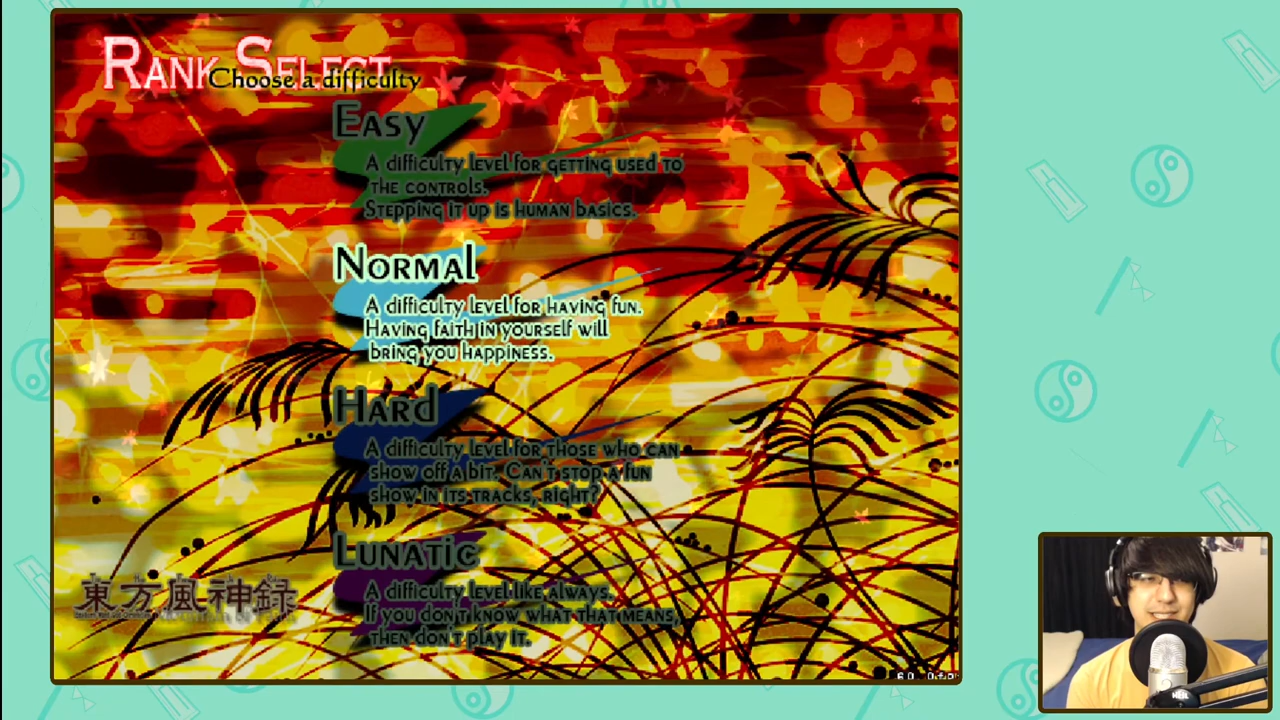 Rank Select
Choose a difficulty
Easy
A difficulty level for getting used to
the controls.
Stepping it up is human basics.
Normal
A difficulty level for having fun.
Having faith in yourself will
bring you happiness.
Hard
A difficulty level for those who can
show off a bit. Can't stop a fun
show in its tracks, right?
Lunatic
A difficulty level like always.
If you don't know what that means,
then don't play it.
東方風神録